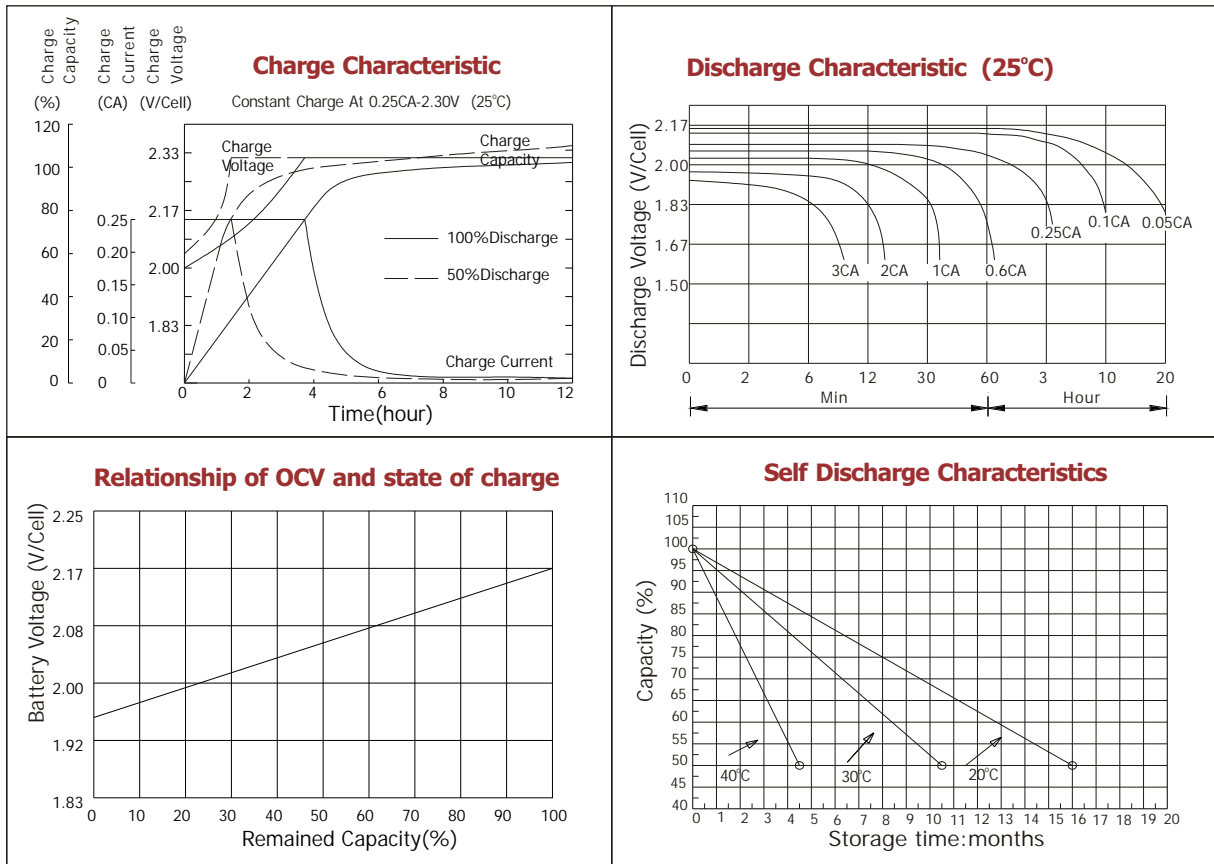 Charge Capacity
Charge Current
Charge Voltage
(%)
(CA)
(V/Cell)
Charge Characteristic
Constant Charge At 0.25CA-2.30V (25°C)
120
100
80
60
40
20
0
0.25
0.20
0.15
0.10
0.05
0
2.33
2.17
2.00
1.83
Charge Voltage
Charge Capacity
100%Discharge
50%Discharge
Charge Current
0 2 4 6 8 10 12
Time(hour)
Discharge Characteristic (25°C)
Discharge Voltage (V/Cell)
2.17
2.00
1.83
1.67
1.50
3CA
2CA
1CA
0.6CA
0.25CA
0.1CA
0.05CA
0 2 6 12 30 60 3 10 20
Min
Hour
Relationship of OCV and state of charge
Battery Voltage (V/Cell)
2.25
2.17
2.08
2.00
1.92
1.83
0 10 20 30 40 50 60 70 80 90 100
Remained Capacity(%)
Self Discharge Characteristics
Capacity (%)
110
105
100
95
90
85
80
75
70
65
60
55
50
45
40
40°C
30°C
20°C
0 1 2 3 4 5 6 7 8 9 10 11 12 13 14 15 16 17 18 19 20
Storage time:months